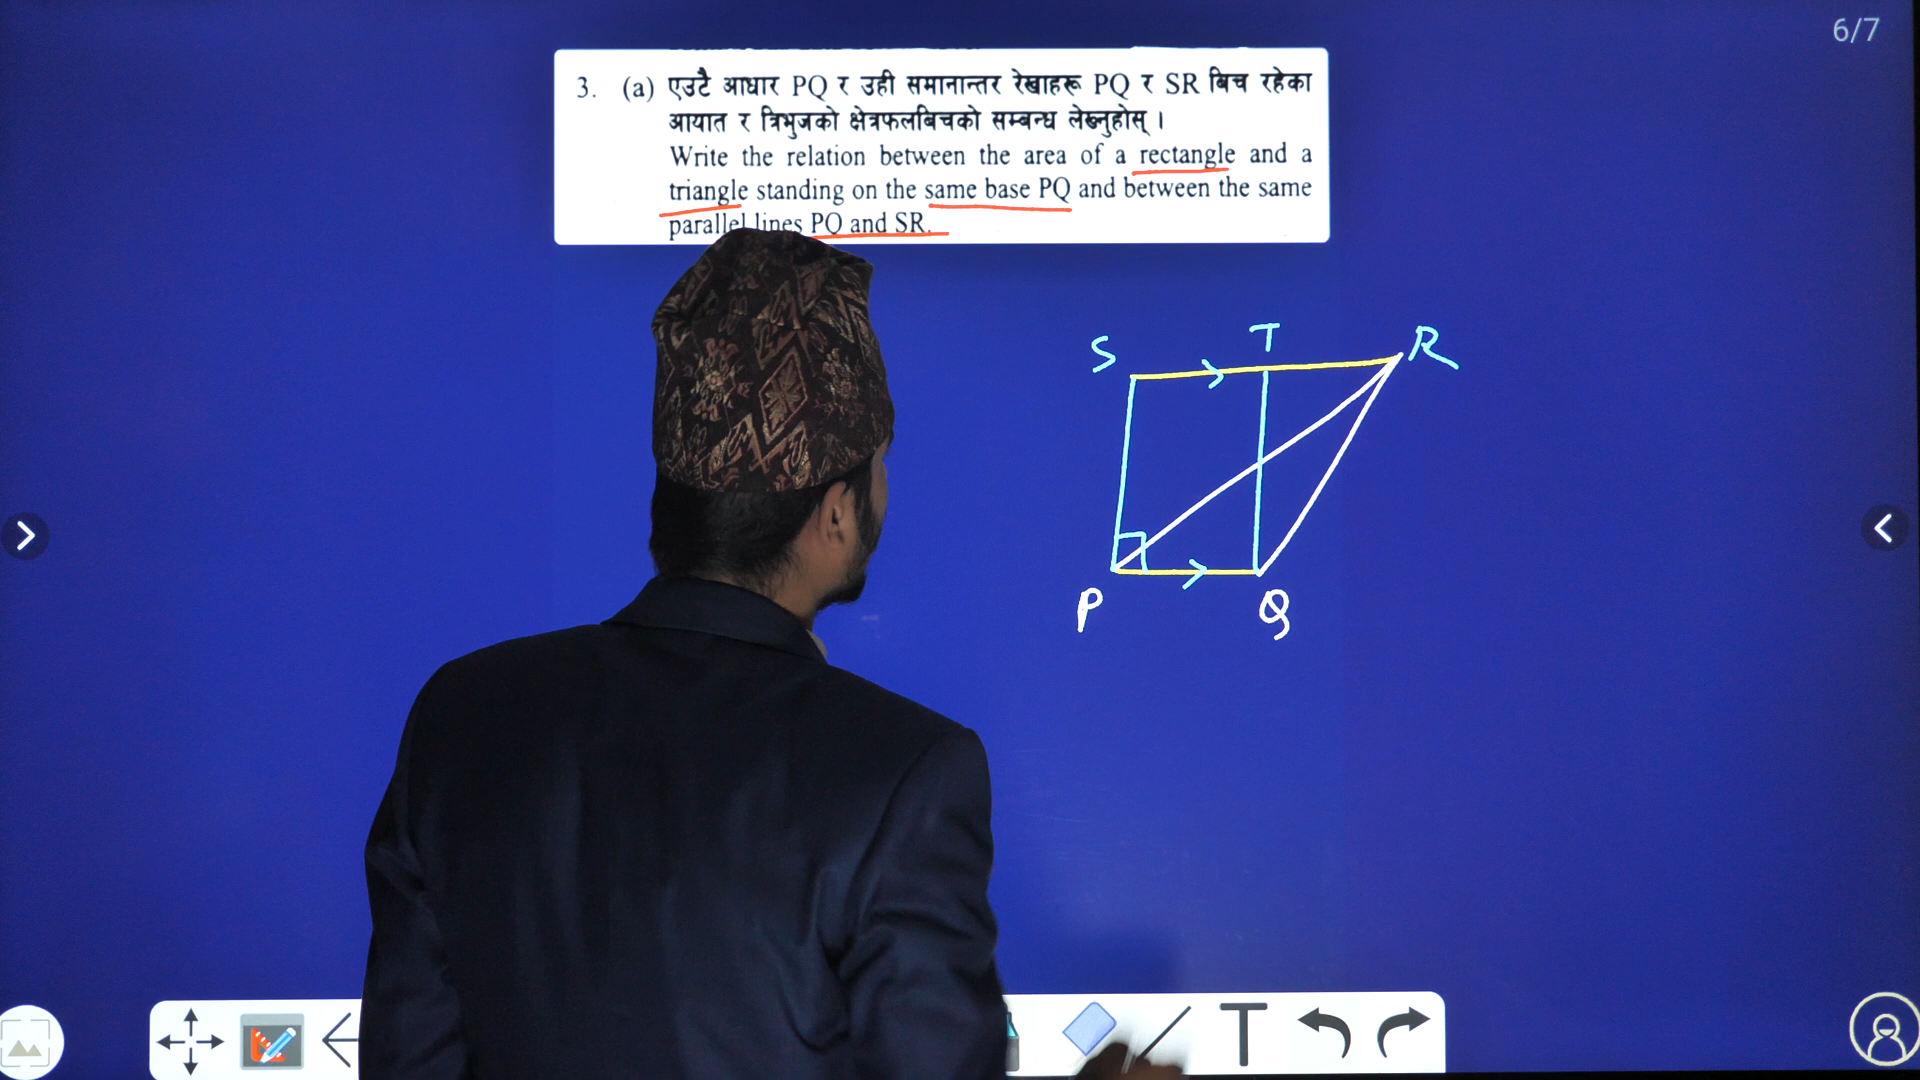 6/7
3. (a) एउटै आधार PQ र उही समानान्तर रेखाहरू PQ र SR बिच रहेका
आयात र त्रिभुजको क्षेत्रफलबिचको सम्बन्ध लेख्नुहोस् ।
Write the relation between the area of a rectangle and a
triangle standing on the same base PQ and between the same
parallel lines PQ and SR.
S T R
P Q
T